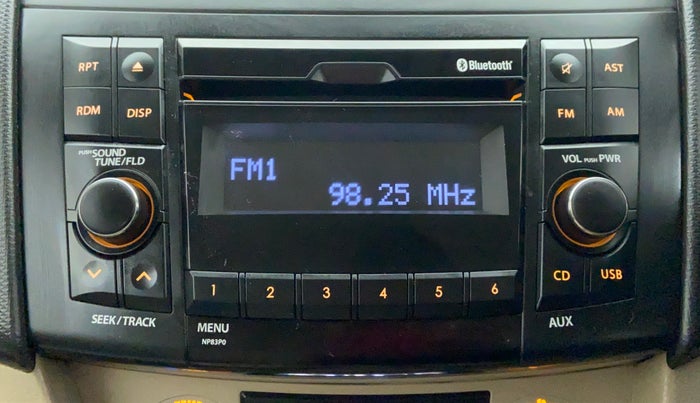 RPT
Bluetooth
AST
RDM
DISP
FM
AM
PUSH SOUND
TUNE/FLD
VOL PUSH PWR
FM1
98.25 MHz
CD
USB
1 2 3 4 5 6
SEEK/TRACK
MENU
NP83P0
AUX